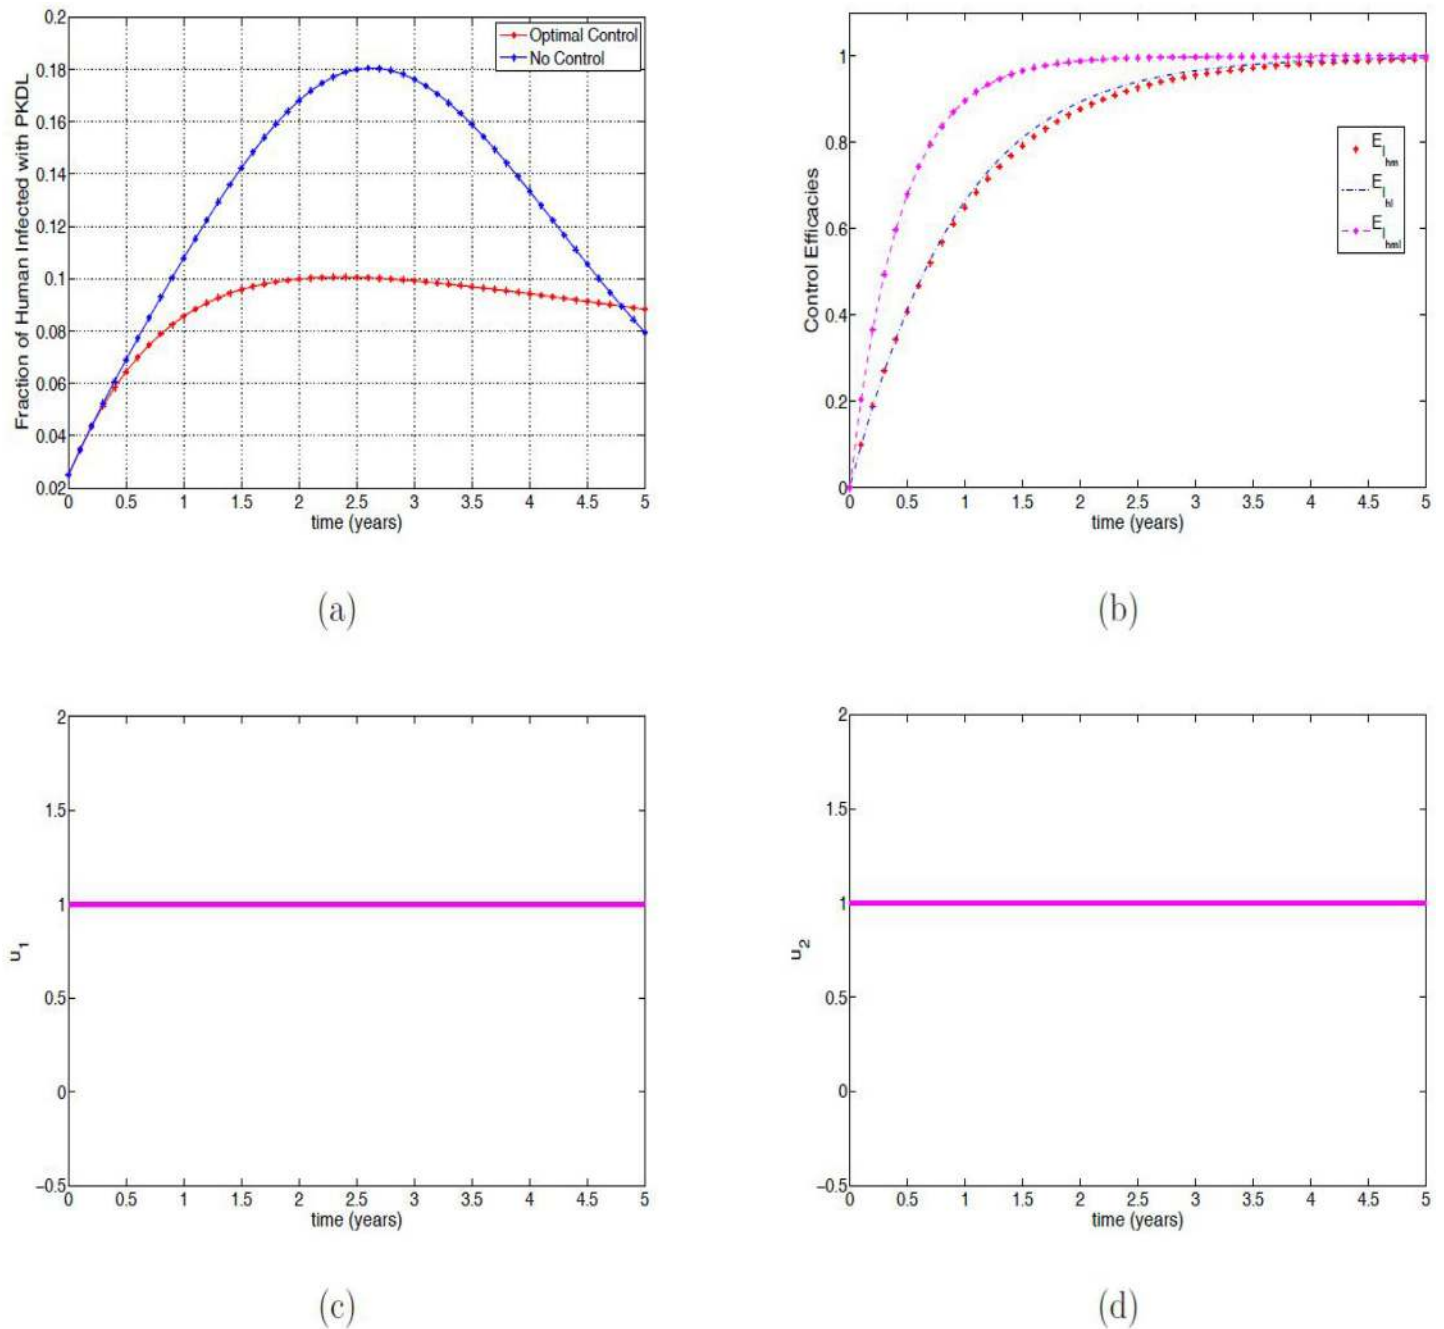 0.2
0.18
0.16
0.14
0.12
0.1
0.08
0.06
0.04
0.02
Fraction of Human Infected with PKDL
Optimal Control
No Control
0 0.5 1 1.5 2 2.5 3 3.5 4 4.5 5
time (years)
(a)
1
0.8
0.6
0.4
0.2
0
Control Efficacies
E_I_hm
E_I_hl
E_I_hml
0 0.5 1 1.5 2 2.5 3 3.5 4 4.5 5
time (years)
(b)
2
1.5
1
0.5
0
−0.5
u_1
0 0.5 1 1.5 2 2.5 3 3.5 4 4.5 5
time (years)
(c)
2
1.5
1
0.5
0
−0.5
u_2
0 0.5 1 1.5 2 2.5 3 3.5 4 4.5 5
time (years)
(d)